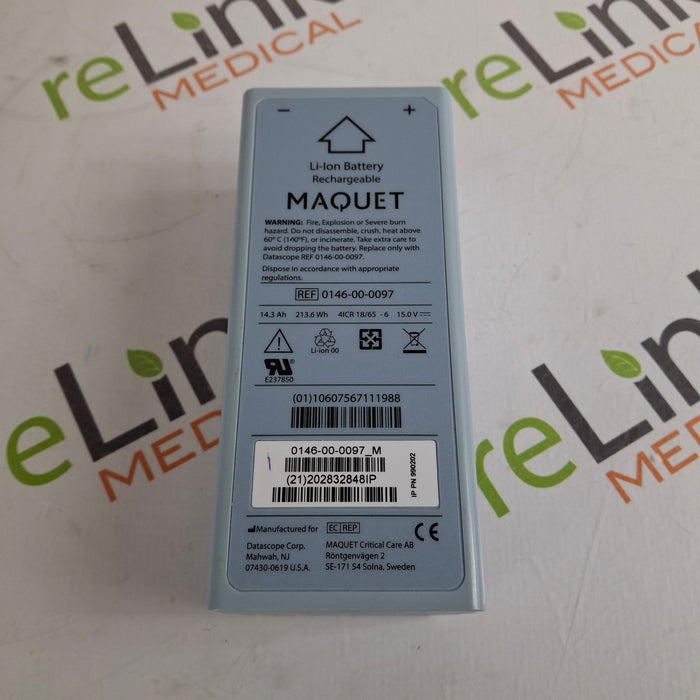 reLink
MEDICAL
reLink
MEDICAL
− +
Li-Ion Battery
Rechargeable
MAQUET
WARNING: Fire, Explosion or Severe burn
hazard. Do not disassemble, crush, heat above
60° C (140°F), or incinerate. Take extra care to
avoid dropping the battery. Replace only with
Datascope REF 0146-00-0097.
Dispose in accordance with appropriate
regulations.
REF 0146-00-0097
14.3 Ah 213.6 Wh 4ICR 18/65 - 6 15.0 V
Li-ion 00
E237850
(01)10607567111988
0146-00-0097_M
(21)202832848IP
IP PN 990202
Manufactured for EC REP CE
Datascope Corp. MAQUET Critical Care AB
Mahwah, NJ Röntgenvägen 2
07430-0619 U.S.A. SE-171 54 Solna, Sweden
reLink
MEDICAL
reLink
MEDICAL